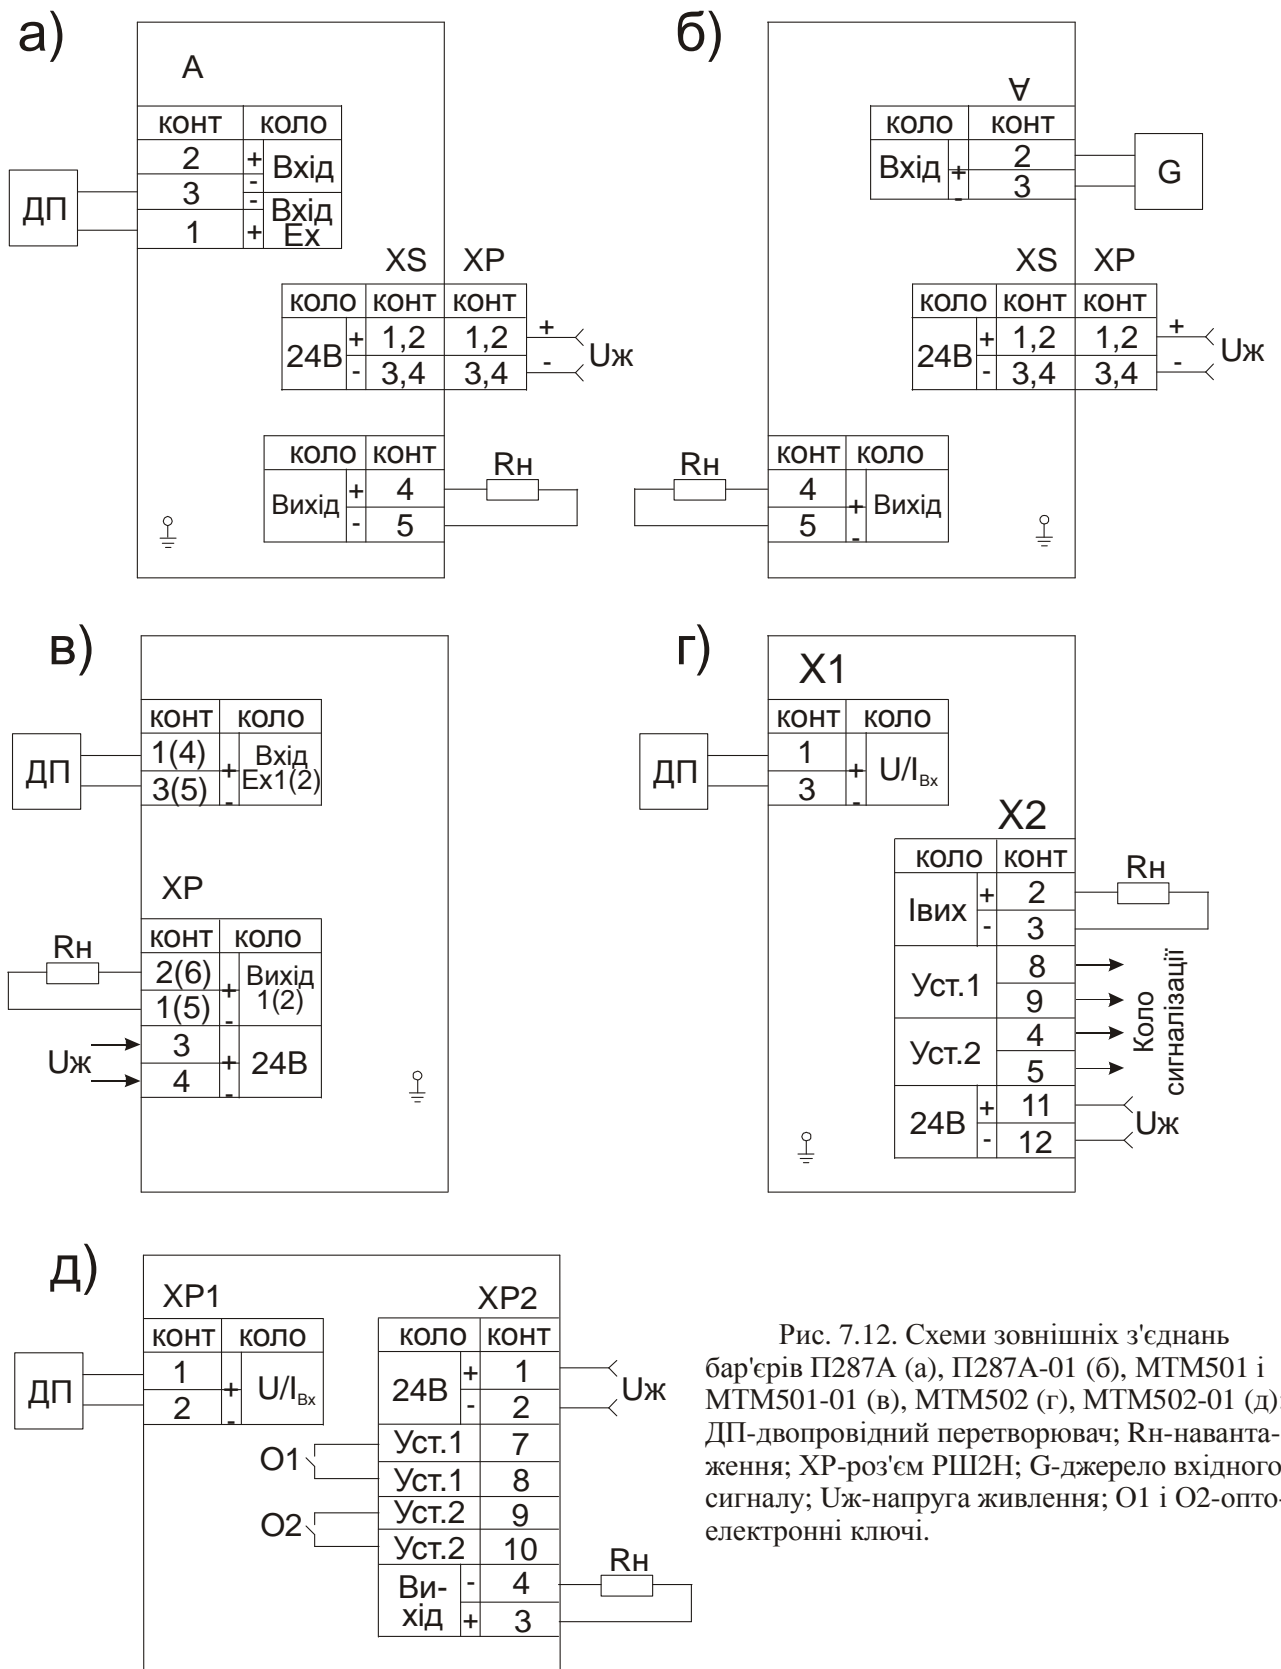 а)
А
конт коло
2 + Вхід
3 -
- Вхід Ех
1 +
ДП
XS XP
коло конт конт
24В + 1,2 1,2 +
- 3,4 3,4 -
Uж
коло конт
Вихід + 4
- 5
Rн
б)
∀
коло конт
Вхід + 2
- 3
G
XS XP
коло конт конт
24В + 1,2 1,2 +
- 3,4 3,4 -
Uж
Rн
конт коло
4 + Вихід
5 -
в)
конт коло
1(4) + Вхід
3(5) - Ех1(2)
ДП
XP
конт коло
Rн
2(6) + Вихід
1(5) - 1(2)
Uж
3 + 24В
4 -
г)
X1
конт коло
1 + U/IВх
3 -
ДП
X2
коло конт
Івих + 2
- 3
Rн
Уст.1 8
9
Уст.2 4
5
Коло
сигналізації
24В + 11
- 12
Uж
д)
XP1
конт коло
1 + U/IВх
2 -
ДП
XP2
коло конт
24В + 1
- 2
Uж
О1
Уст.1 7
Уст.1 8
О2
Уст.2 9
Уст.2 10
Ви- - 4
хід + 3
Rн
Рис. 7.12. Схеми зовнішніх з'єднань
бар'єрів П287А (а), П287А-01 (б), МТМ501 і
МТМ501-01 (в), МТМ502 (г), МТМ502-01 (д):
ДП-двопровідний перетворювач; Rн-наванта-
ження; XP-роз'єм РШ2Н; G-джерело вхідного
сигналу; Uж-напруга живлення; О1 і О2-опто-
електронні ключі.